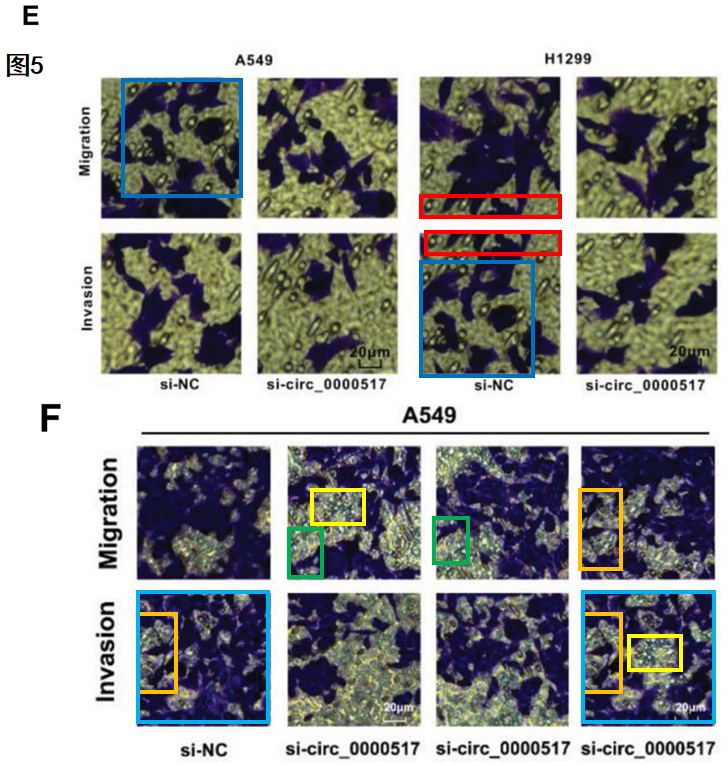 E
图5
A549 H1299
Migration
Invasion
20μm 20μm
si-NC si-circ_0000517 si-NC si-circ_0000517
F
A549
Migration
Invasion
20μm 20μm
si-NC si-circ_0000517 si-circ_0000517 si-circ_0000517